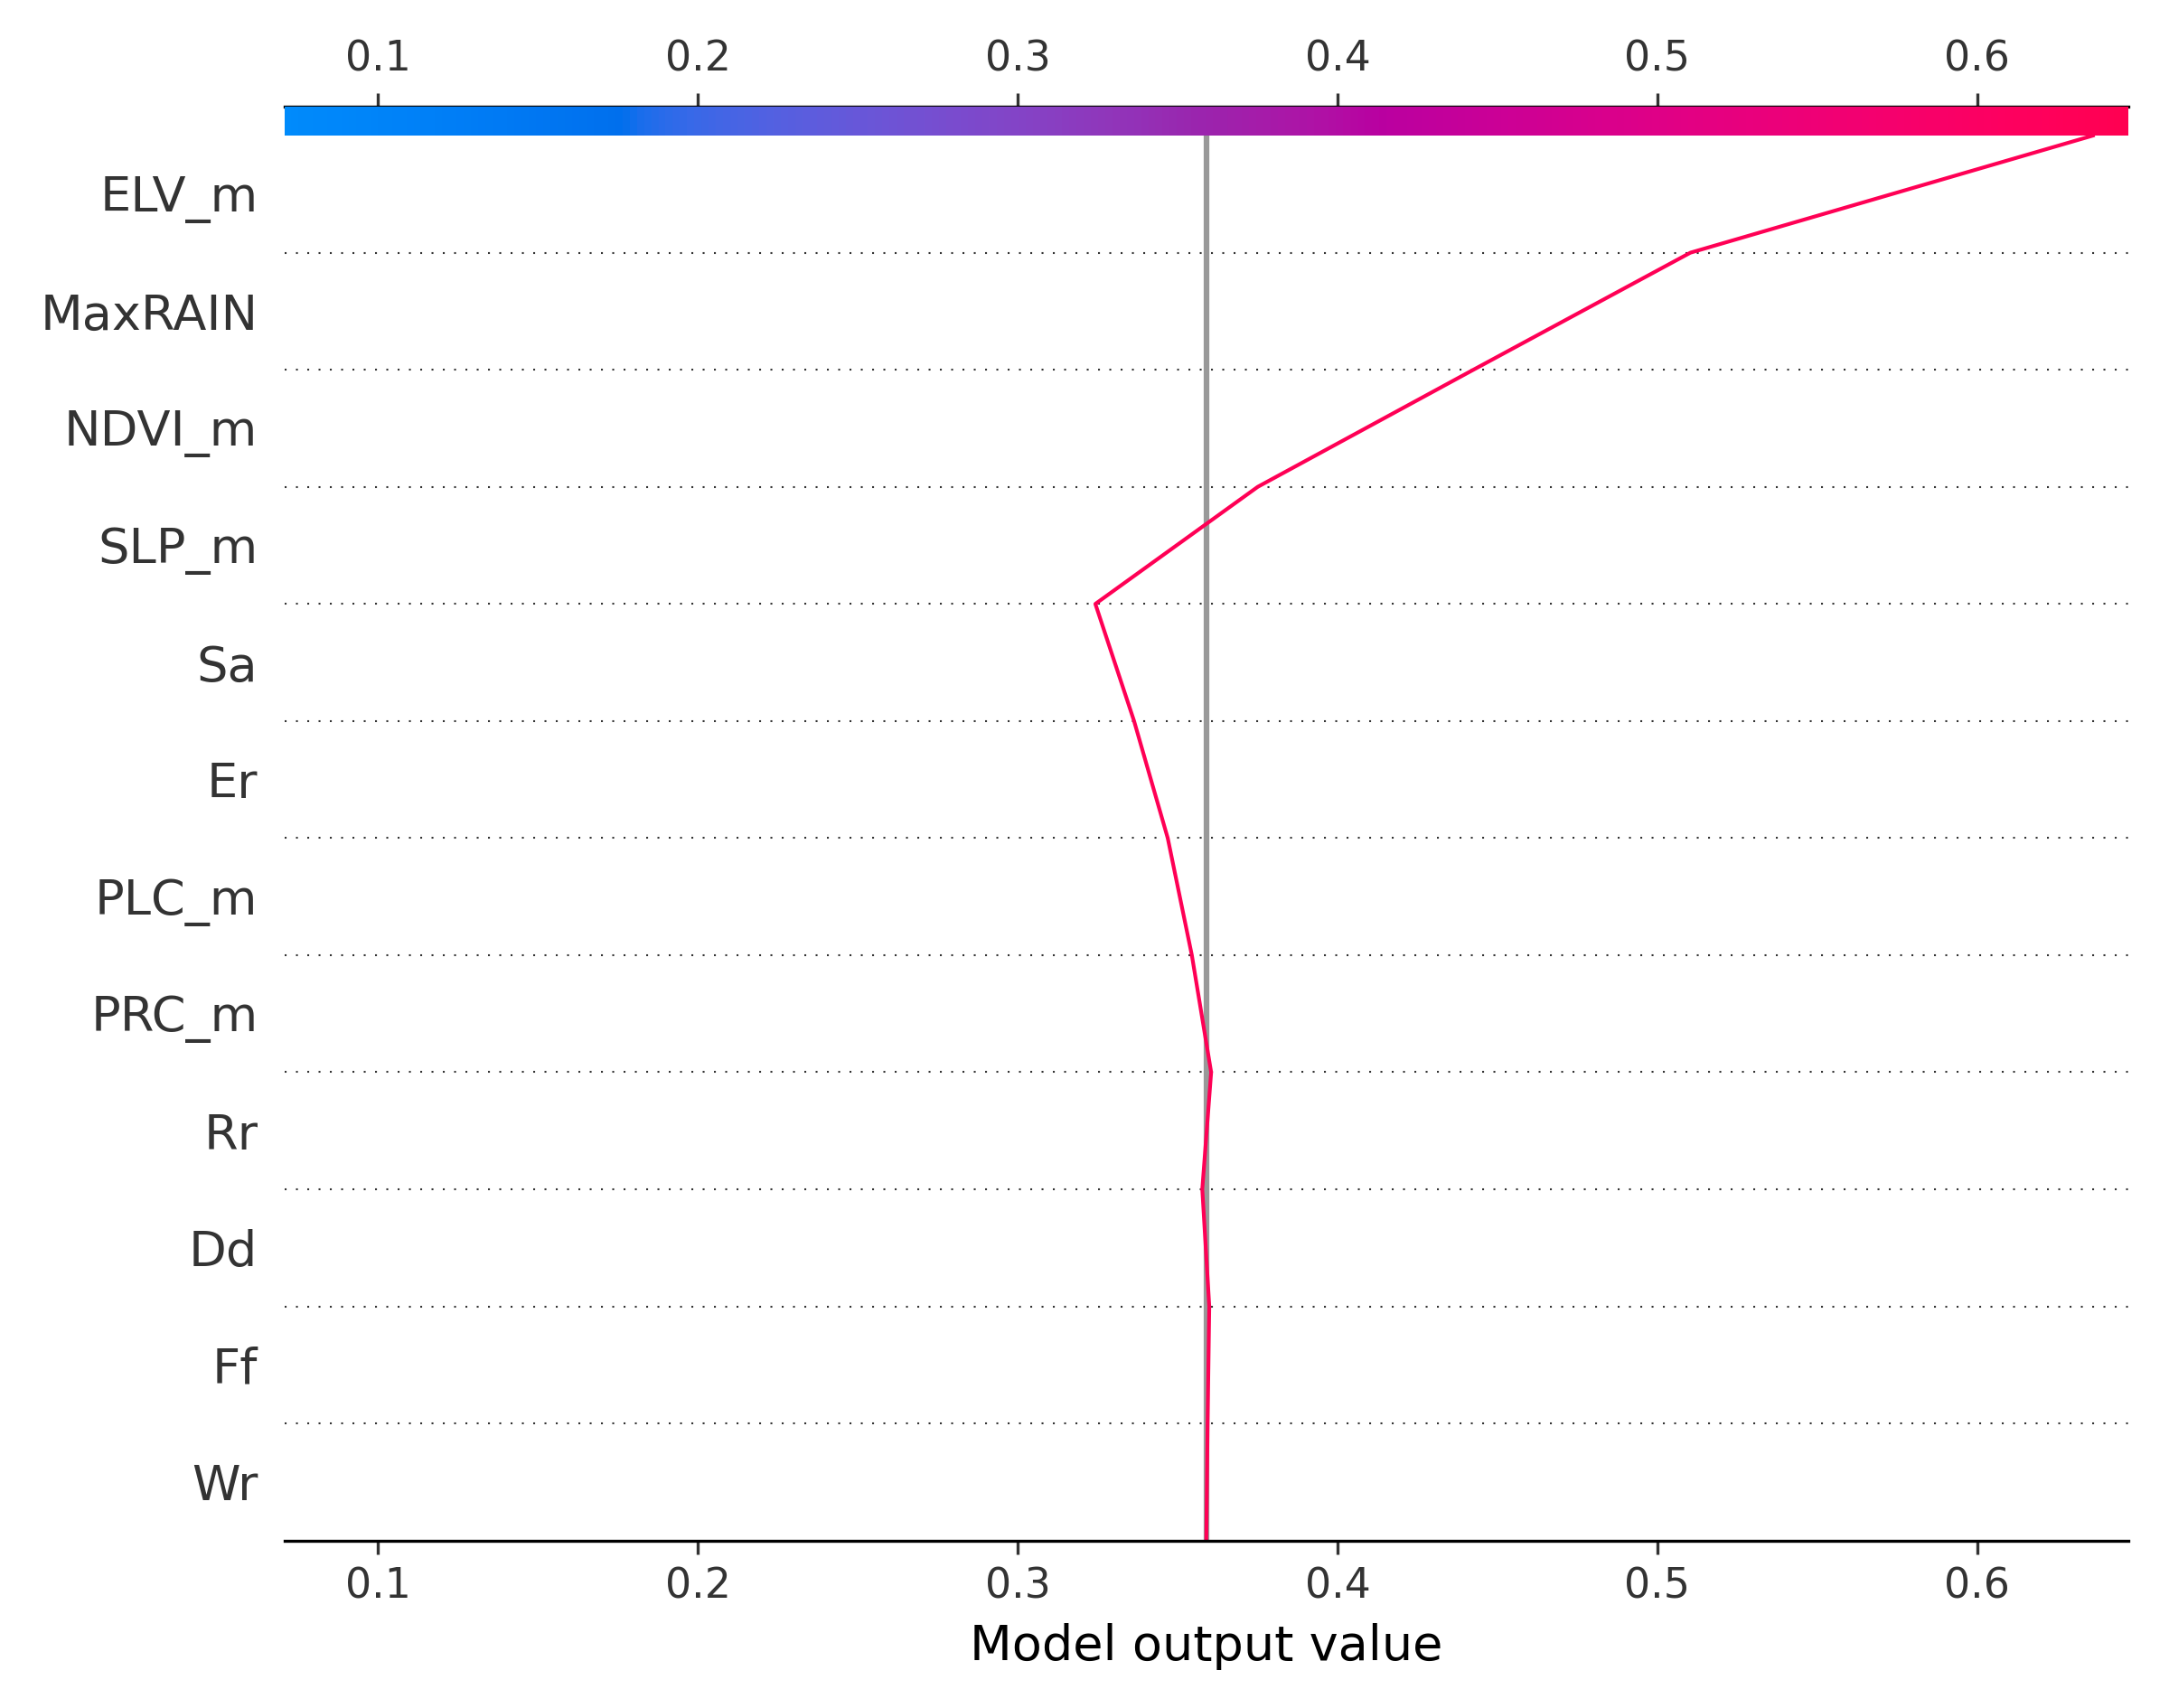 0.1 0.2 0.3 0.4 0.5 0.6
ELV_m
MaxRAIN
NDVI_m
SLP_m
Sa
Er
PLC_m
PRC_m
Rr
Dd
Ff
Wr
0.1 0.2 0.3 0.4 0.5 0.6
Model output value